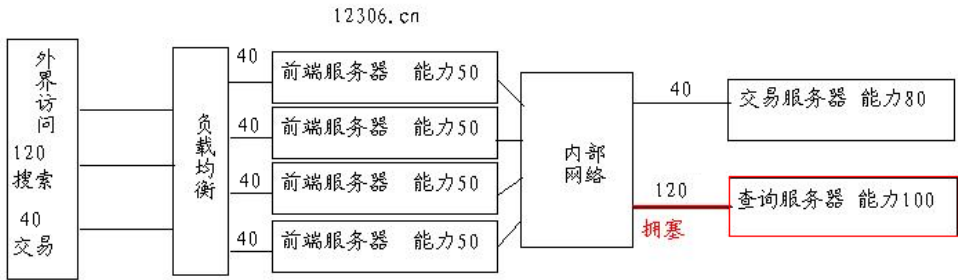 12306.cn
外界访问
120
搜索
40
交易
负载均衡
40
前端服务器 能力50
40
前端服务器 能力50
40
前端服务器 能力50
40
前端服务器 能力50
内部
网络
40
交易服务器 能力80
120
拥塞
查询服务器 能力100